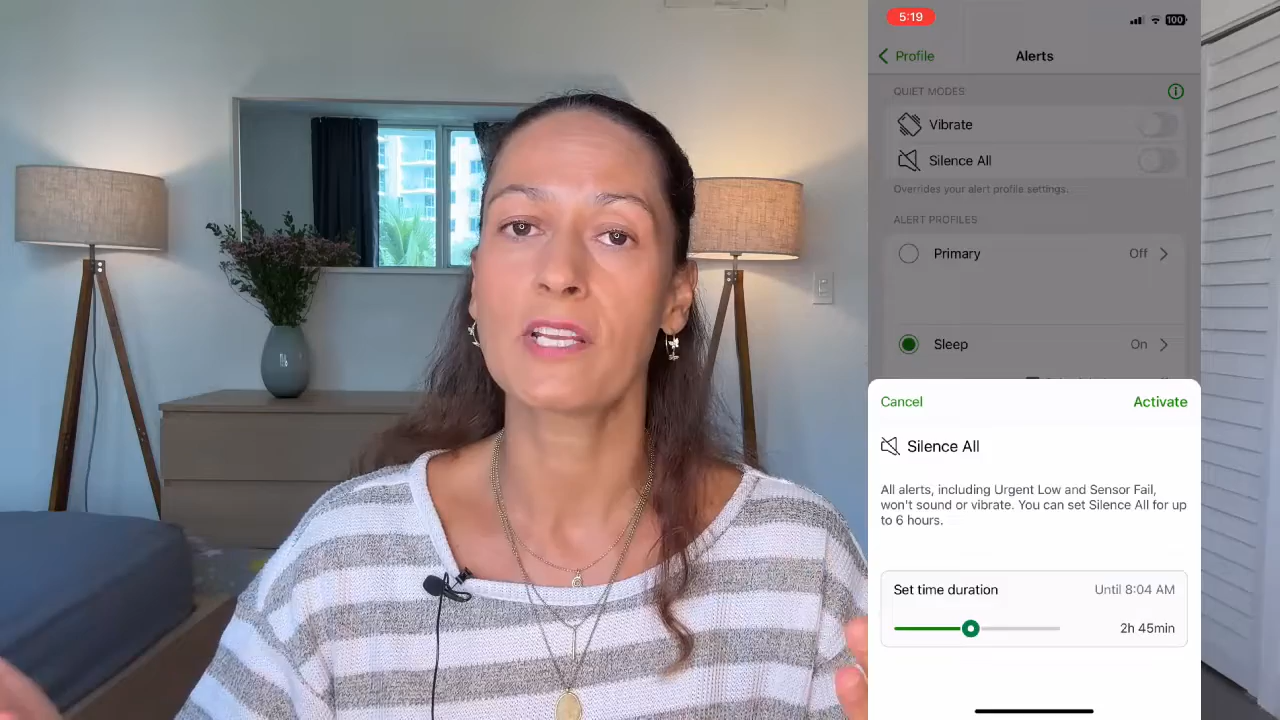 5:19
100
Profile
Alerts
QUIET MODES
Vibrate
Silence All
Overrides your alert profile settings.
ALERT PROFILES
Primary
Off
Sleep
On
Cancel
Activate
Silence All
All alerts, including Urgent Low and Sensor Fail,
won't sound or vibrate. You can set Silence All for up
to 6 hours.
Set time duration
Until 8:04 AM
2h 45min